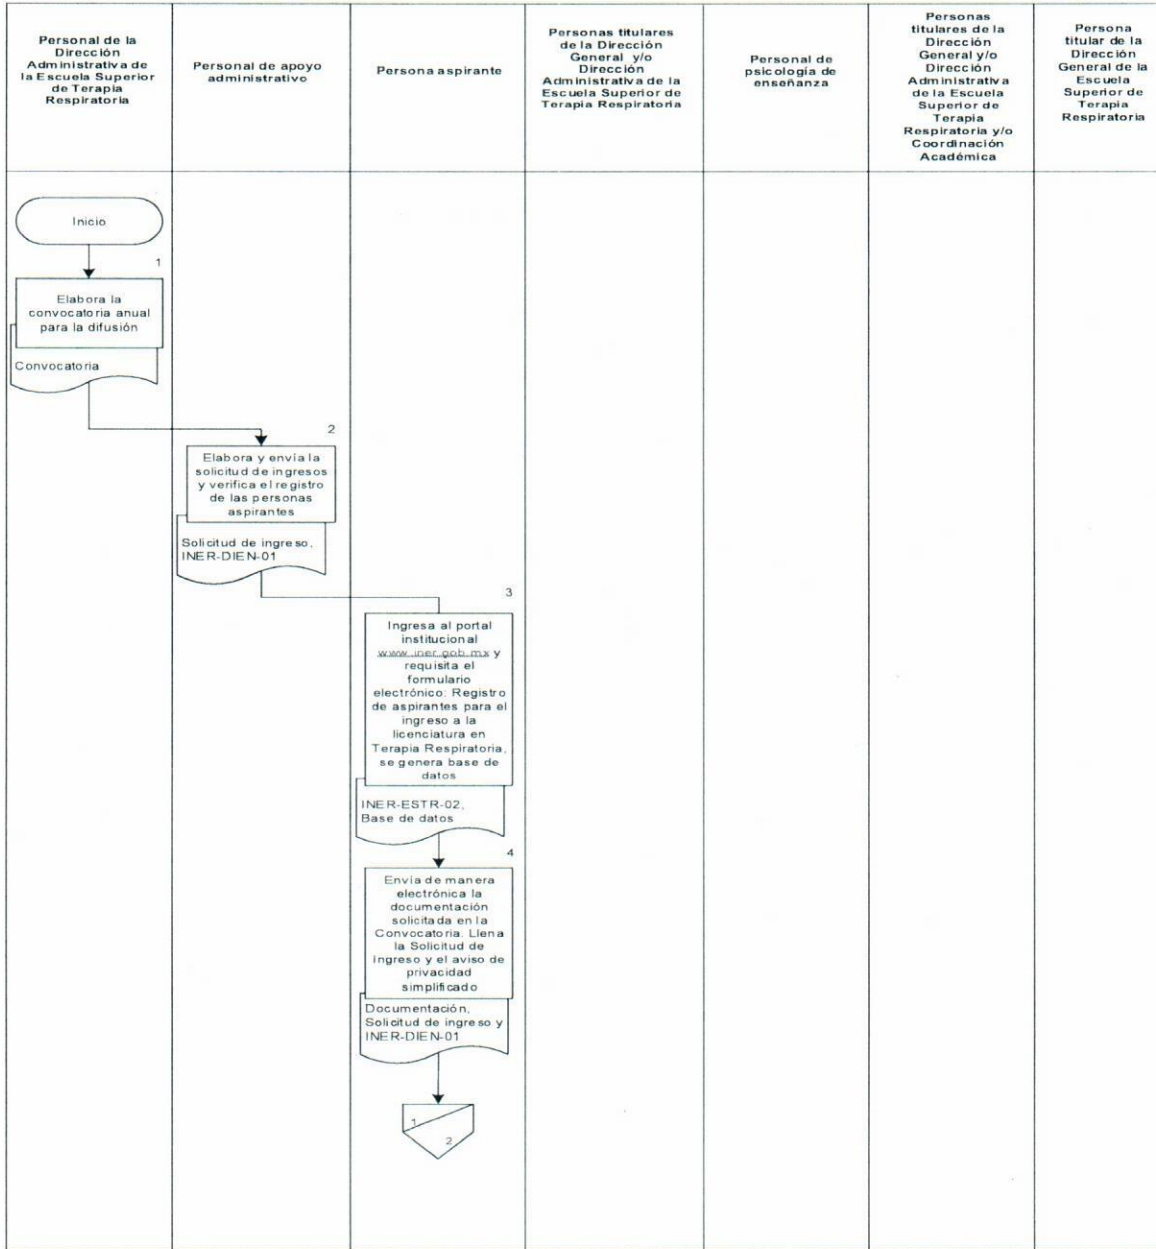 Personal de la
Dirección
Administrativa de
la Escuela Superior
de Terapia
Respiratoria
Personal de apoyo
administrativo
Persona aspirante
Personas titulares
de la Dirección
General y/o
Dirección
Administrativa de la
Escuela Superior de
Terapia Respiratoria
Personal de
psicología de
enseñanza
Personas
titulares de la
Dirección
General y/o
Dirección
Administrativa
de la Escuela
Superior de
Terapia
Respiratoria y/o
Coordinación
Académica
Persona
titular de la
Dirección
General de la
Escuela
Superior de
Terapia
Respiratoria
Inicio
1
Elabora la
convocatoria anual
para la difusión
Convocatoria
2
Elabora y envía la
solicitud de ingresos
y verifica el registro
de las personas
aspirantes
Solicitud de ingreso,
INER-DIEN-01
3
Ingresa al portal
institucional
www.iner.gob.mx y
requisita el
formulario
electrónico: Registro
de aspirantes para el
ingreso a la
licenciatura en
Terapia Respiratoria,
se genera base de
datos
INER-ESTR-02,
Base de datos
4
Envía de manera
electrónica la
documentación
solicitada en la
Convocatoria. Llena
la Solicitud de
ingreso y el aviso de
privacidad
simplificado
Documentación,
Solicitud de ingreso y
INER-DIEN-01
1
2